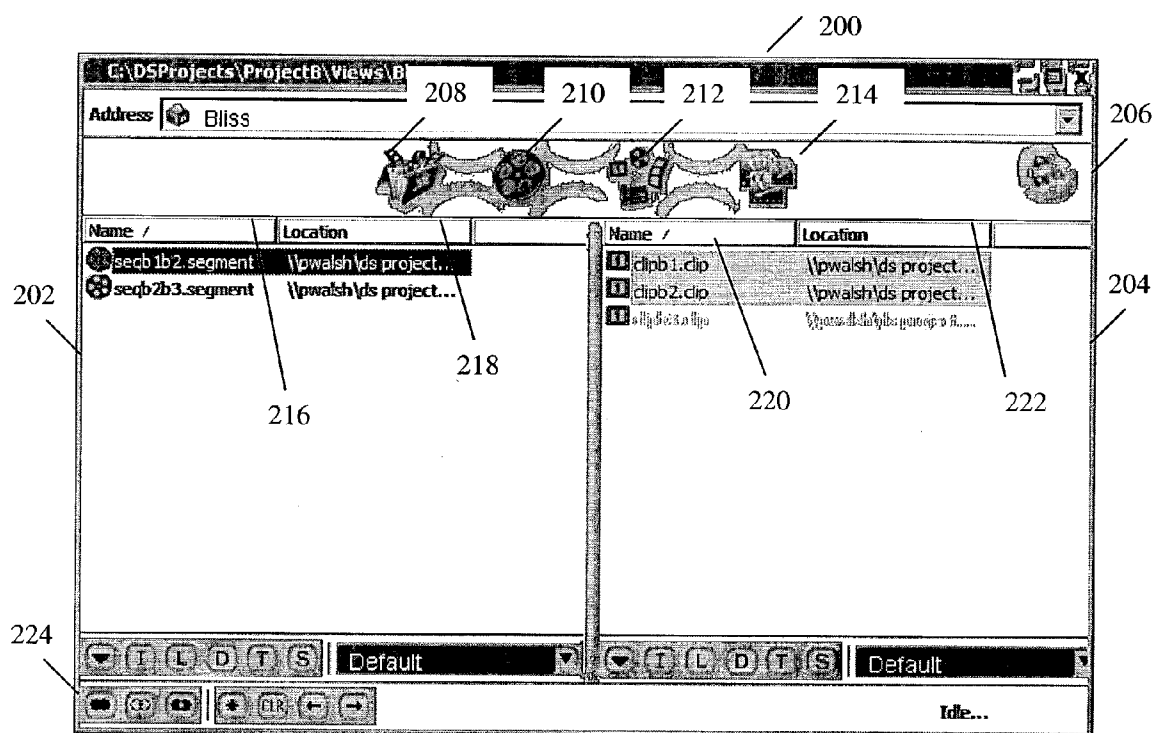 200
C:\DSProjects\ProjectB\Views\B
208 210 212 214
Address Bliss
206
Name / Location Name / Location
seqb1b2.segment \\pwalsh\ds project...
seqb2b3.segment \\pwalsh\ds project...
clipb1.clip \\pwalsh\ds project...
clipb2.clip \\pwalsh\ds project...
202 204
218
216 220 222
224
I L D T S Default I L D T S Default
CLR Idle...